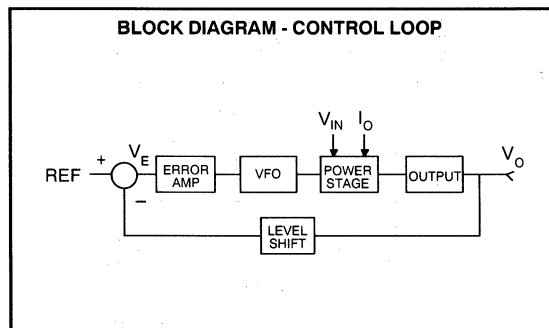 BLOCK DIAGRAM - CONTROL LOOP
V_IN I_O
V_E V_O
REF + ERROR AMP VFO POWER STAGE OUTPUT
−
LEVEL SHIFT